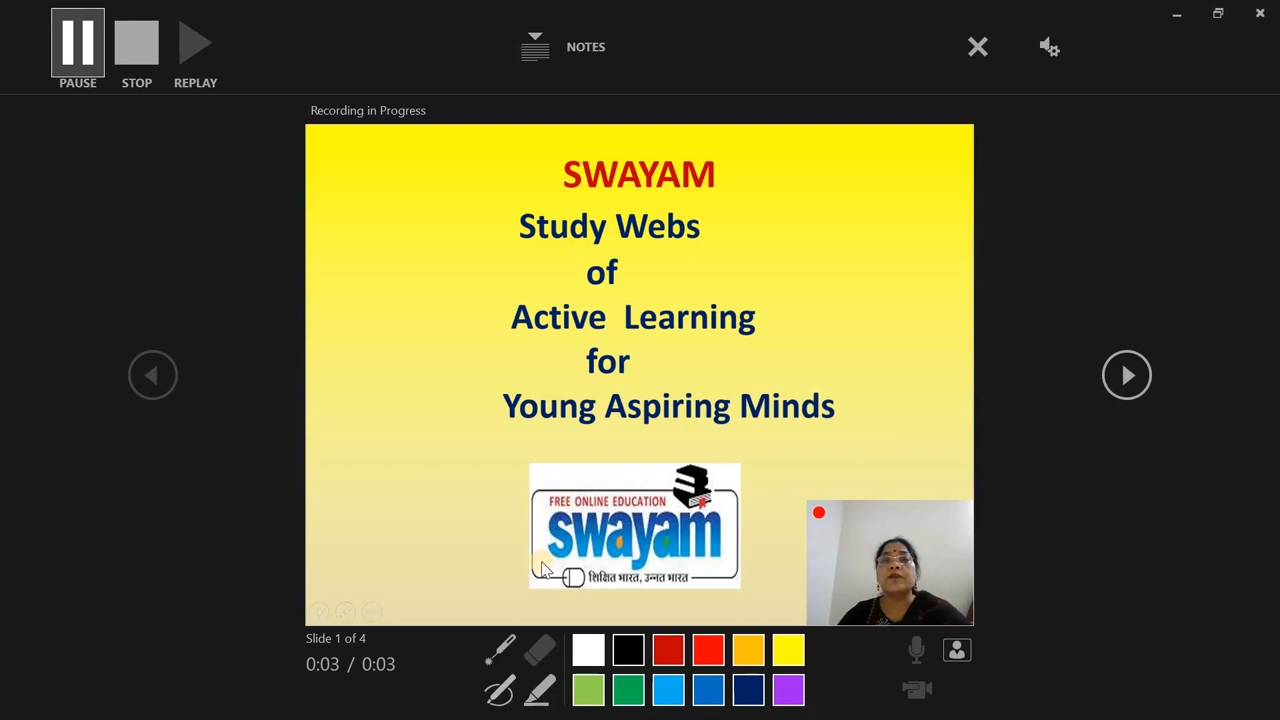 PAUSE
STOP
REPLAY
NOTES
Recording in Progress
SWAYAM
Study Webs
of
Active Learning
for
Young Aspiring Minds
FREE ONLINE EDUCATION
swayam
शिक्षित भारत, उन्नत भारत
Slide 1 of 4
0:03 / 0:03